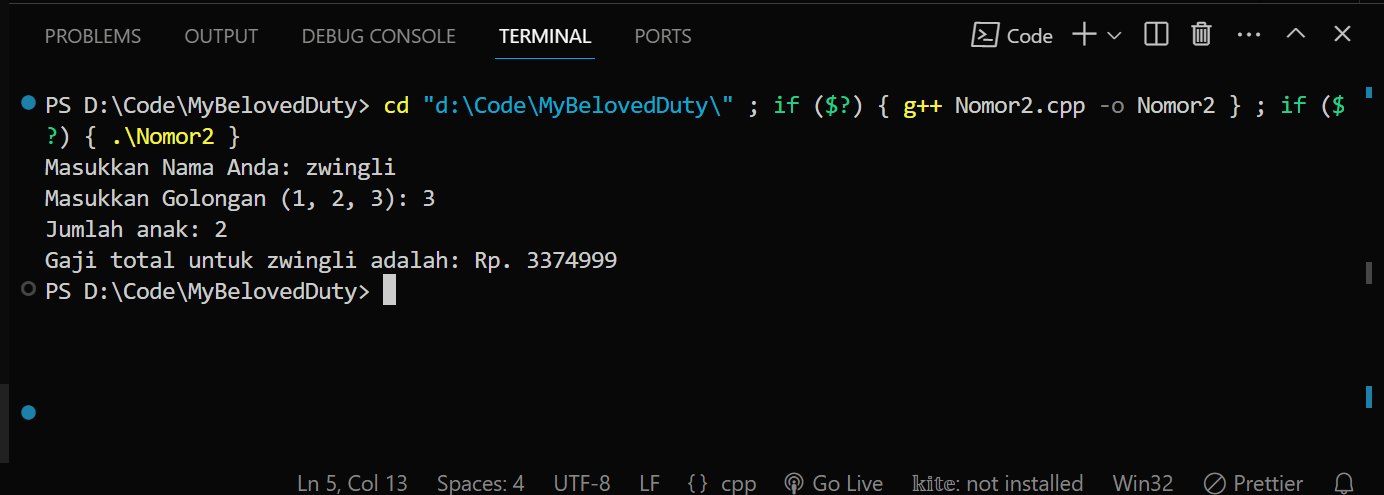 PROBLEMS OUTPUT DEBUG CONSOLE TERMINAL PORTS Code
PS D:\Code\MyBelovedDuty> cd "d:\Code\MyBelovedDuty\" ; if ($?) { g++ Nomor2.cpp -o Nomor2 } ; if ($
?) { .\Nomor2 }
Masukkan Nama Anda: zwingli
Masukkan Golongan (1, 2, 3): 3
Jumlah anak: 2
Gaji total untuk zwingli adalah: Rp. 3374999
PS D:\Code\MyBelovedDuty>
Ln 5, Col 13 Spaces: 4 UTF-8 LF {} cpp Go Live kite: not installed Win32 Prettier